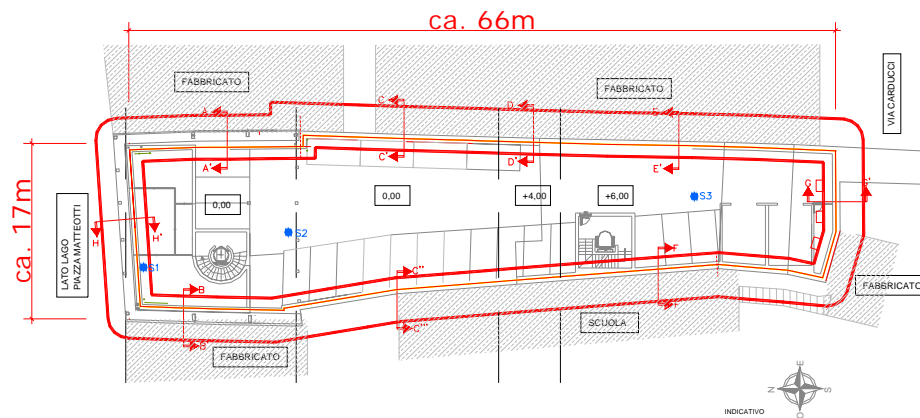 ca. 66m
FABBRICATO
FABBRICATO
VIA CARDUCCI
A
C
D
E
A'
C'
D'
E'
G
G'
0,00
0,00
+4,00
+6,00
S3
S2
S1
ca. 17m
LATO LAGO
PIAZZA MATTEOTTI
H
H'
F
C''
B
F'
C'''
B'
FABBRICATO
SCUOLA
FABBRICATO
N
E
S
O
INDICATIVO